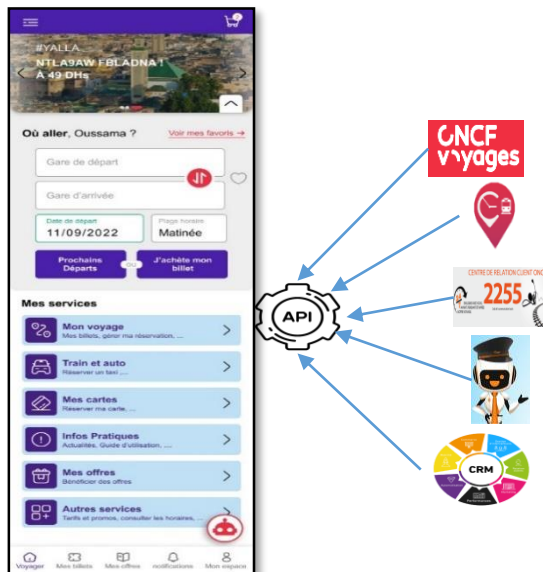 #YALLA
NTLA9AW FBLADNA !
À 49 DHs
Où aller, Oussama ?
Voir mes favoris →
Gare de départ
Gare d'arrivée
Date de départ
11/09/2022
Plage horaire
Matinée
Prochains
Départs
ou
J'achète mon
billet
Mes services
Mon voyage
Mes billets, gérer ma réservation, ...
Train et auto
Réserver un taxi ,...
Mes cartes
Réserver ma carte, ...
Infos Pratiques
Actualités, Guide d'utilisation, ....
Mes offres
Bénéficier des offres
Autres services
Tarifs et promos, consulter les horaires, ...
Voyager
Mes billets
Mes offres
notifications
Mon espace
API
ONCF
voyages
CENTRE DE RELATION CLIENT ONCF
2255
CRM